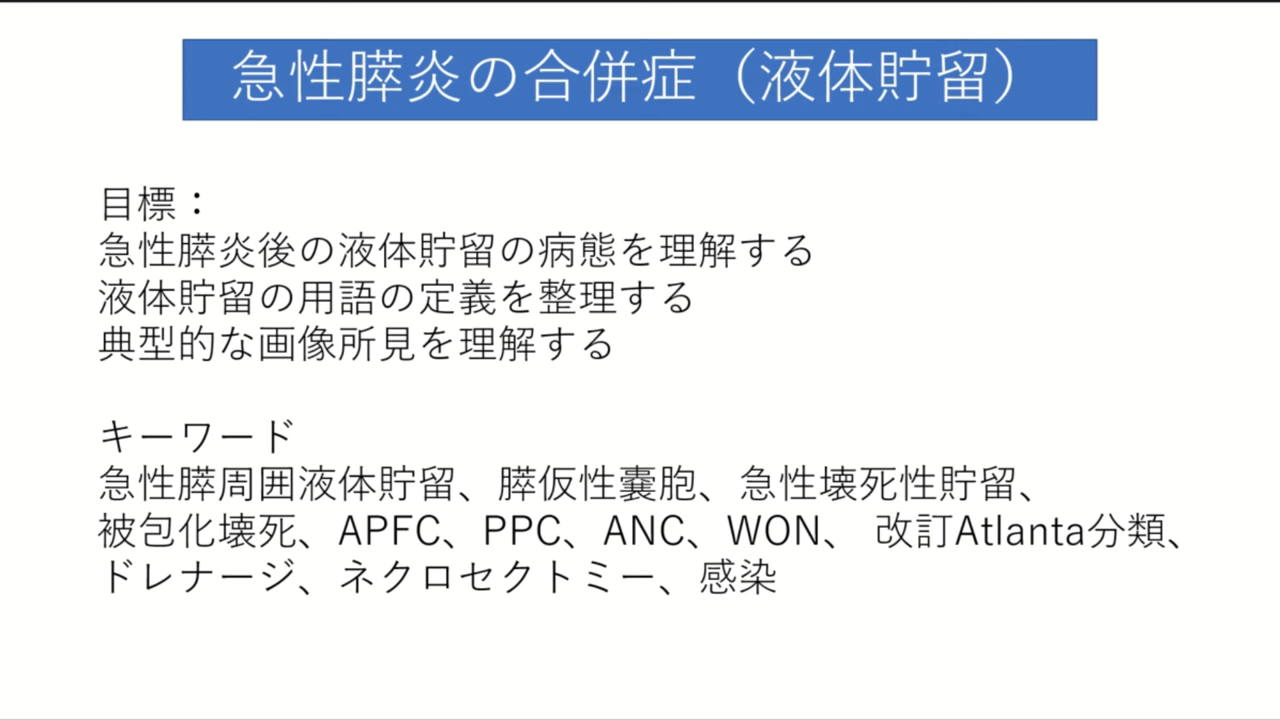 急性膵炎の合併症（液体貯留）
目標：
急性膵炎後の液体貯留の病態を理解する
液体貯留の用語の定義を整理する
典型的な画像所見を理解する
キーワード
急性膵周囲液体貯留、膵仮性嚢胞、急性壊死性貯留、
被包化壊死、APFC、PPC、ANC、WON、 改訂Atlanta分類、
ドレナージ、ネクロセクトミー、感染